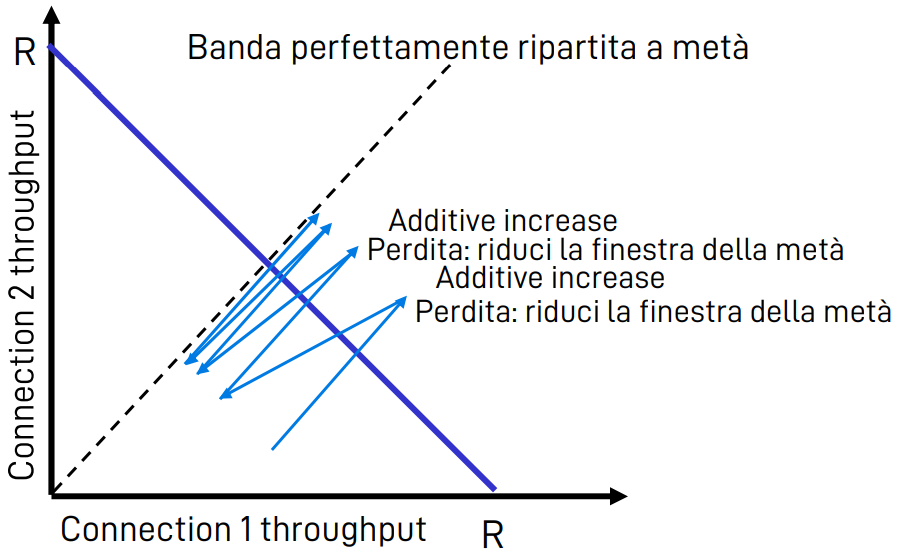 R
Banda perfettamente ripartita a metà
Connection 2 throughput
Additive increase
Perdita: riduci la finestra della metà
Additive increase
Perdita: riduci la finestra della metà
Connection 1 throughput
R